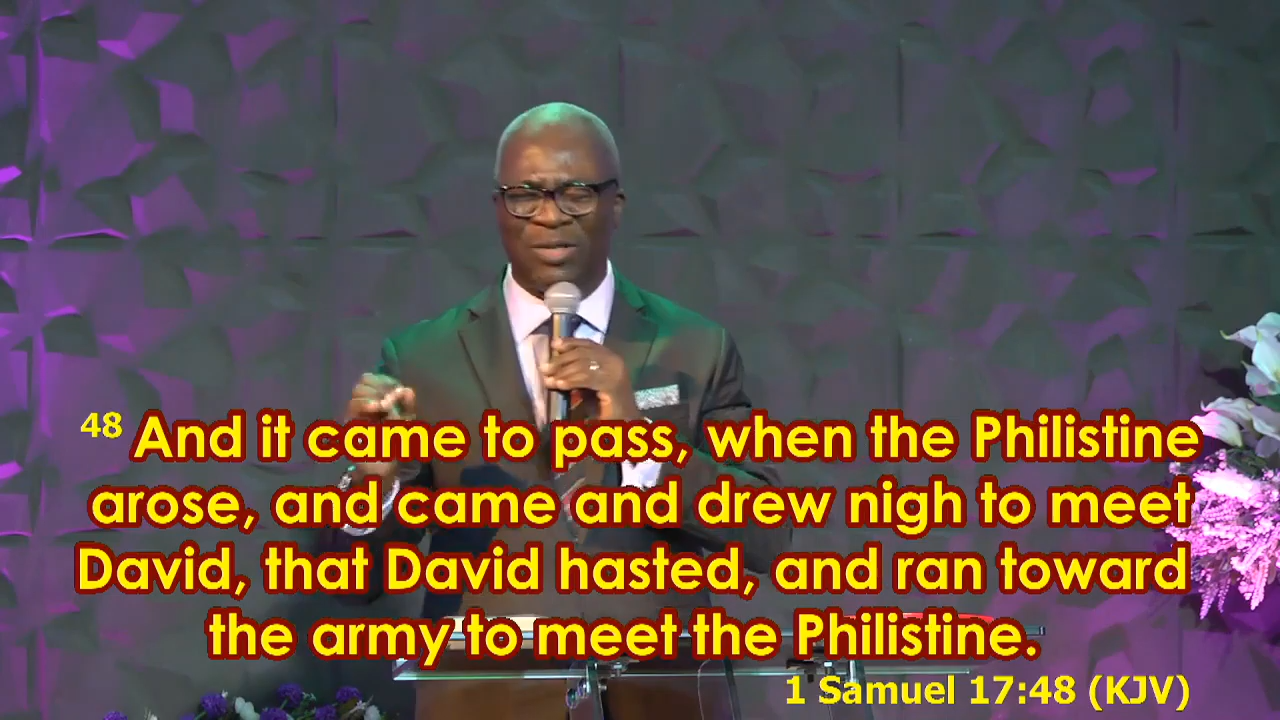 48 And it came to pass, when the Philistine
arose, and came and drew nigh to meet
David, that David hasted, and ran toward
the army to meet the Philistine.
1 Samuel 17:48 (KJV)